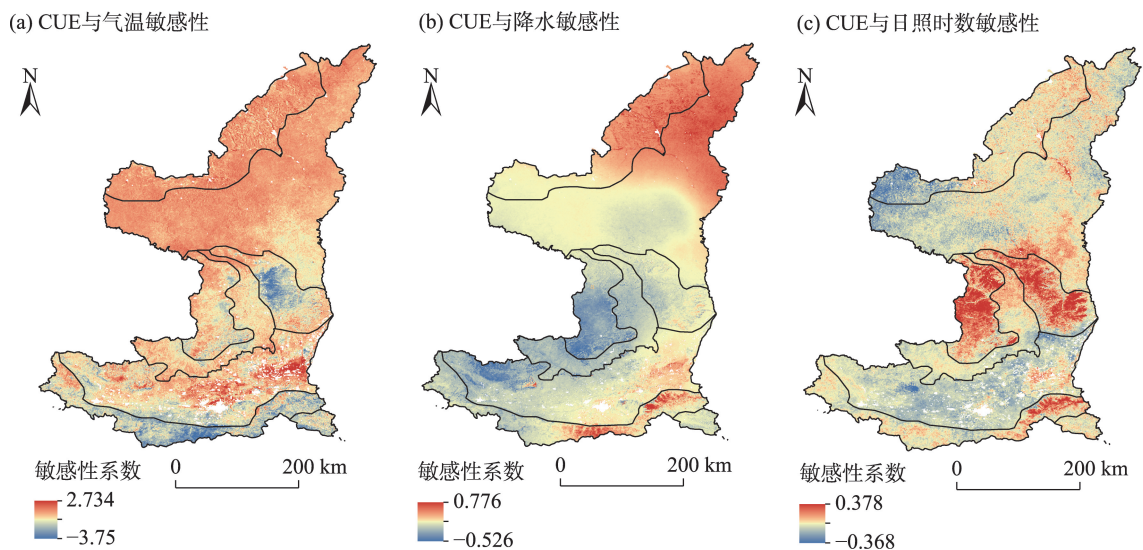 (a) CUE与气温敏感性
(b) CUE与降水敏感性
(c) CUE与日照时数敏感性
N
N
N
敏感性系数
2.734
−3.75
0
200 km
敏感性系数
0.776
−0.526
0
200 km
敏感性系数
0.378
−0.368
0
200 km